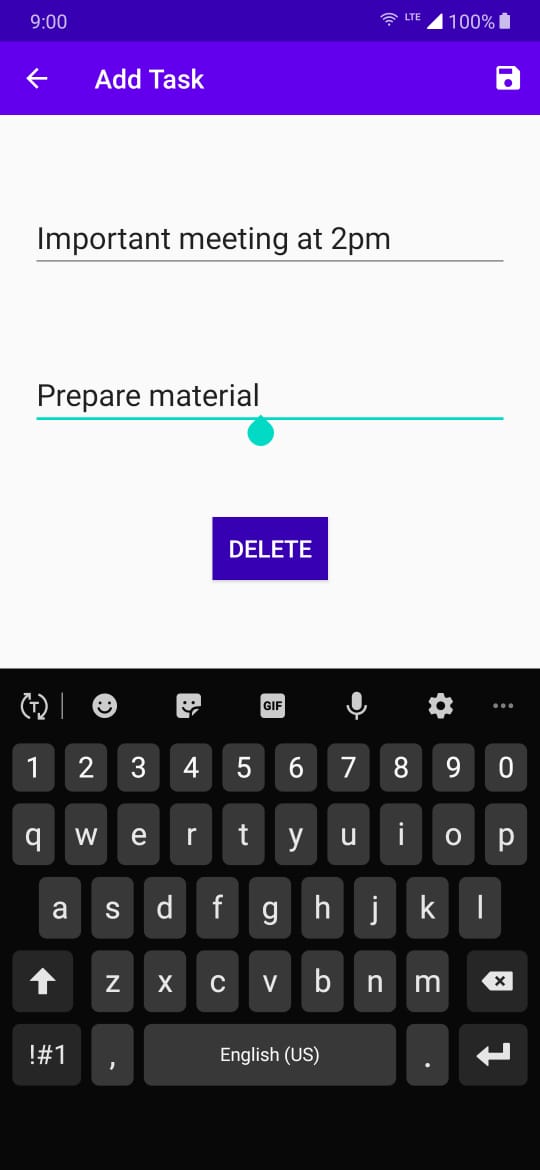 9:00 LTE 100%
Add Task
Important meeting at 2pm
Prepare material
DELETE
T GIF
1 2 3 4 5 6 7 8 9 0
q w e r t y u i o p
a s d f g h j k l
z x c v b n m
!#1 , English (US) .